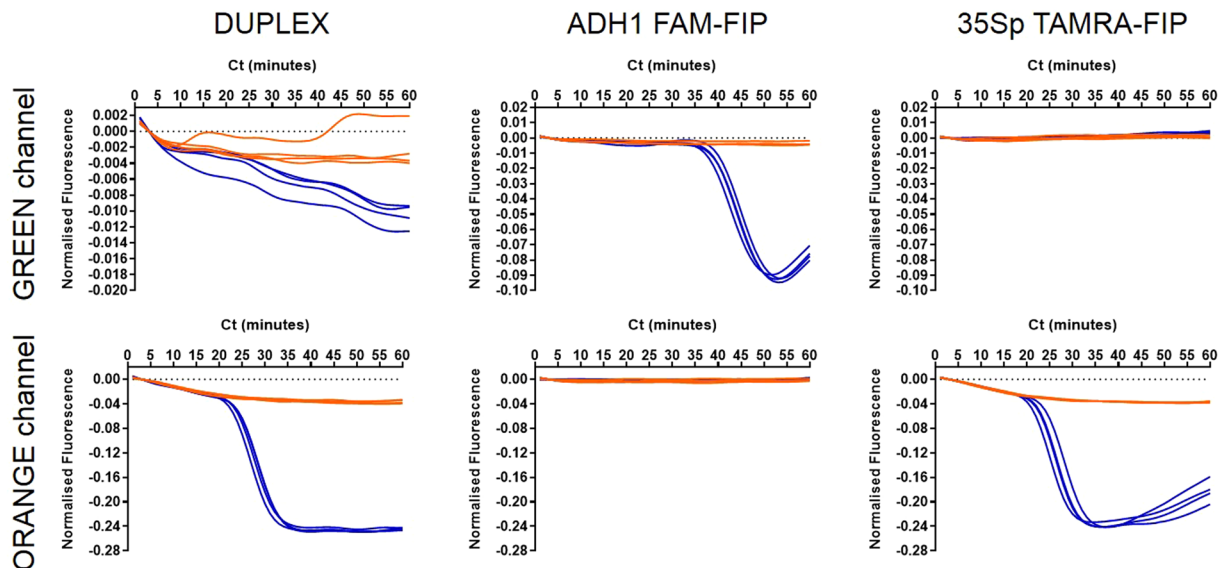 DUPLEX
ADH1 FAM-FIP
35Sp TAMRA-FIP
GREEN channel
Ct (minutes)
0 5 10 15 20 25 30 35 40 45 50 55 60
Normalised Fluorescence
0.002
0.000
-0.002
-0.004
-0.006
-0.008
-0.010
-0.012
-0.014
-0.016
-0.018
-0.020
Ct (minutes)
0 5 10 15 20 25 30 35 40 45 50 55 60
Normalised Fluorescence
0.02
0.01
0.00
-0.01
-0.02
-0.03
-0.04
-0.05
-0.06
-0.07
-0.08
-0.09
-0.10
Ct (minutes)
0 5 10 15 20 25 30 35 40 45 50 55 60
Normalised Fluorescence
0.02
0.01
0.00
-0.01
-0.02
-0.03
-0.04
-0.05
-0.06
-0.07
-0.08
-0.09
-0.10
ORANGE channel
Ct (minutes)
0 5 10 15 20 25 30 35 40 45 50 55 60
Normalised Fluorescence
0.00
-0.04
-0.08
-0.12
-0.16
-0.20
-0.24
-0.28
Ct (minutes)
0 5 10 15 20 25 30 35 40 45 50 55 60
Normalised Fluorescence
0.00
-0.04
-0.08
-0.12
-0.16
-0.20
-0.24
-0.28
Ct (minutes)
0 5 10 15 20 25 30 35 40 45 50 55 60
Normalised Fluorescence
0.00
-0.04
-0.08
-0.12
-0.16
-0.20
-0.24
-0.28